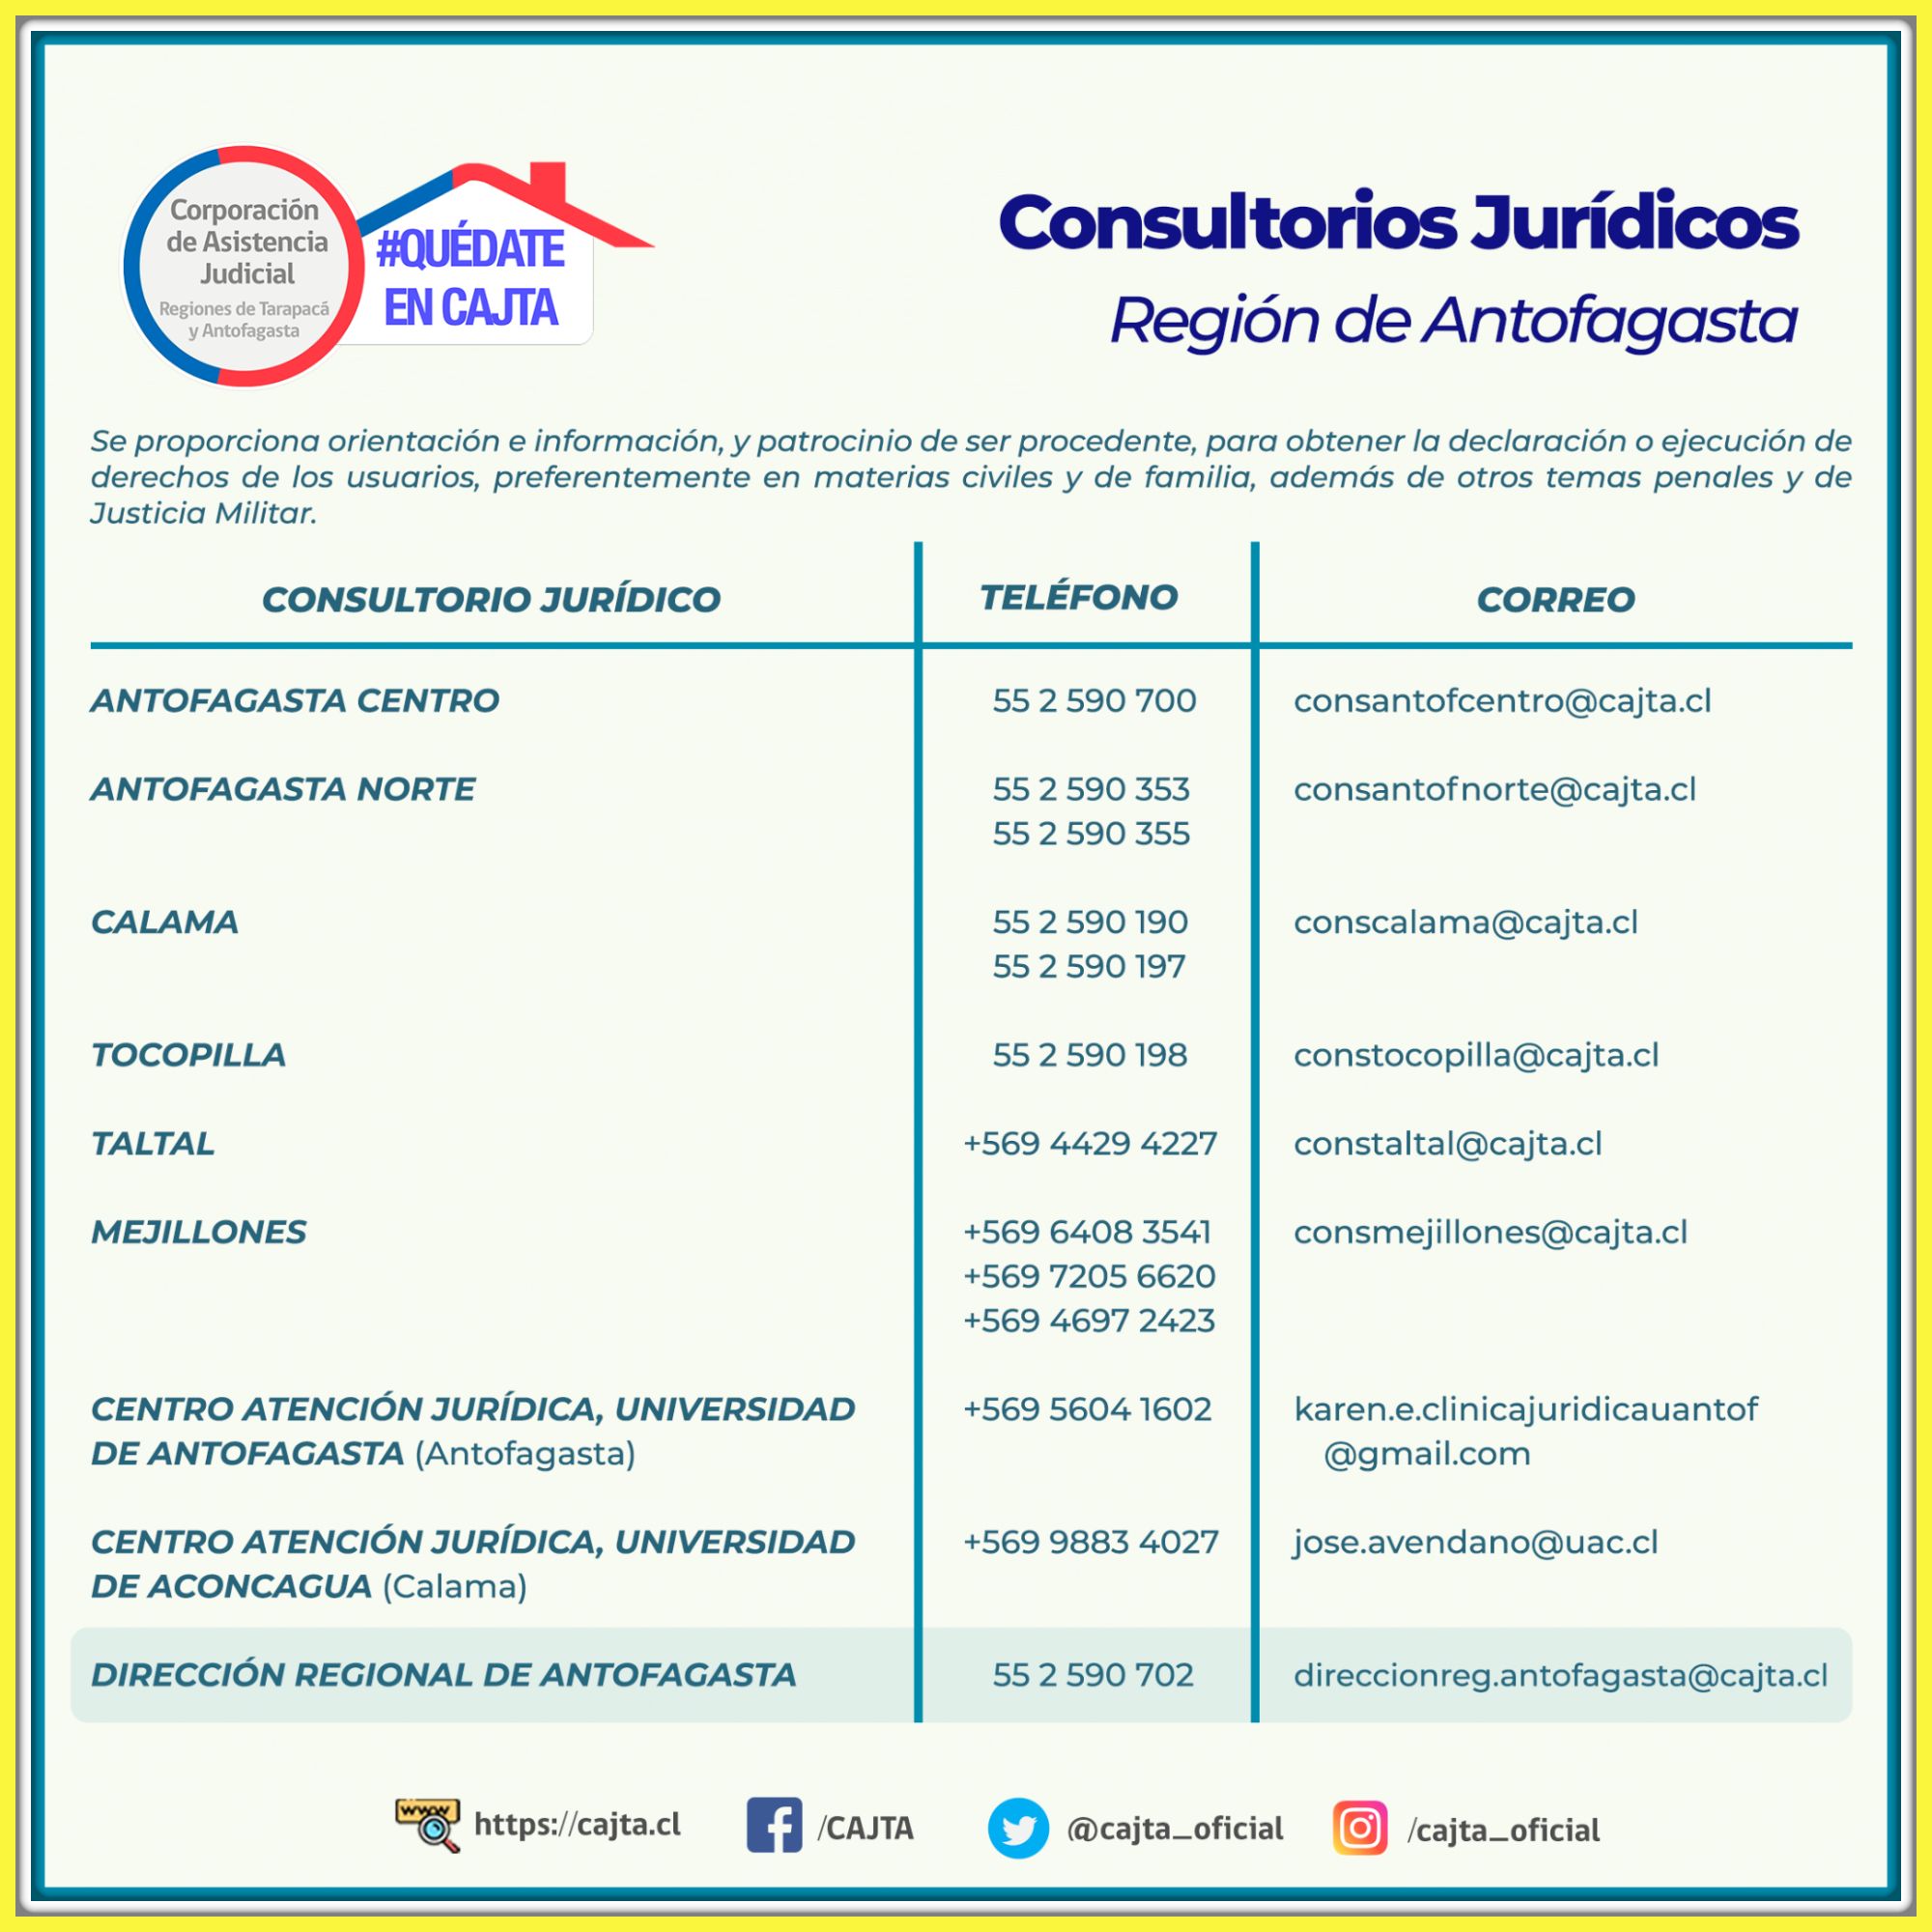 Corporación
de Asistencia
Judicial
Regiones de Tarapacá
y Antofagasta
#QUÉDATE
EN CAJTA
Consultorios Jurídicos
Región de Antofagasta
Se proporciona orientación e información, y patrocinio de ser procedente, para obtener la declaración o ejecución de
derechos de los usuarios, preferentemente en materias civiles y de familia, además de otros temas penales y de
Justicia Militar.
CONSULTORIO JURÍDICO TELÉFONO CORREO
ANTOFAGASTA CENTRO 55 2 590 700 consantofcentro@cajta.cl
ANTOFAGASTA NORTE 55 2 590 353 consantofnorte@cajta.cl
55 2 590 355
CALAMA 55 2 590 190 conscalama@cajta.cl
55 2 590 197
TOCOPILLA 55 2 590 198 constocopilla@cajta.cl
TALTAL +569 4429 4227 constaltal@cajta.cl
MEJILLONES +569 6408 3541 consmejillones@cajta.cl
+569 7205 6620
+569 4697 2423
CENTRO ATENCIÓN JURÍDICA, UNIVERSIDAD +569 5604 1602 karen.e.clinicajuridicauantof
DE ANTOFAGASTA (Antofagasta) @gmail.com
CENTRO ATENCIÓN JURÍDICA, UNIVERSIDAD +569 9883 4027 jose.avendano@uac.cl
DE ACONCAGUA (Calama)
DIRECCIÓN REGIONAL DE ANTOFAGASTA 55 2 590 702 direccionreg.antofagasta@cajta.cl
www https://cajta.cl /CAJTA @cajta_oficial /cajta_oficial